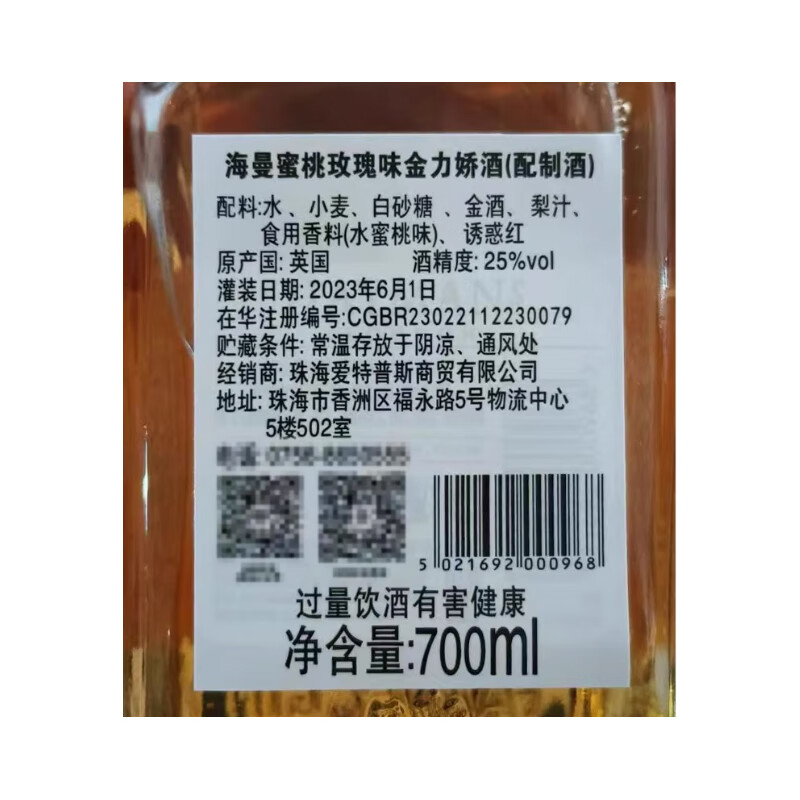 海曼蜜桃玫瑰味金力娇酒(配制酒)
配料:水、小麦、白砂糖、金酒、梨汁、
食用香料(水蜜桃味)、诱惑红
原产国: 英国 酒精度: 25%vol
灌装日期: 2023年6月1日
在华注册编号:CGBR23022112230079
贮藏条件: 常温存放于阴凉、通风处
经销商: 珠海爱特普斯商贸有限公司
地址: 珠海市香洲区福永路5号物流中心
5楼502室
5 021692 000968
过量饮酒有害健康
净含量:700ml